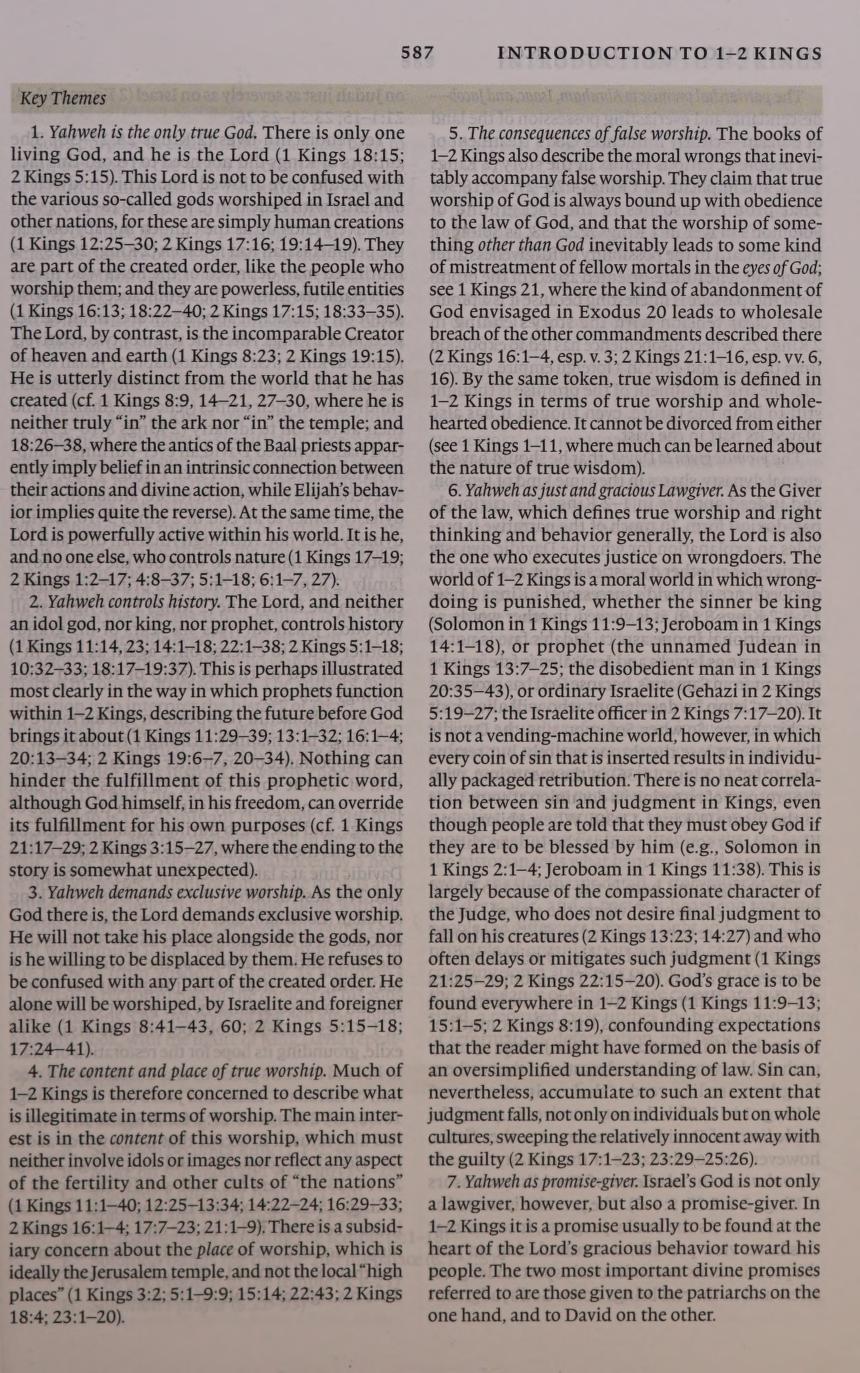 587 INTRODUCTION TO 1–2 KINGS
Key Themes
1. Yahweh is the only true God. There is only one
living God, and he is the Lord (1 Kings 18:15;
2 Kings 5:15). This Lord is not to be confused with
the various so-called gods worshiped in Israel and
other nations, for these are simply human creations
(1 Kings 12:25–30; 2 Kings 17:16; 19:14–19). They
are part of the created order, like the people who
worship them; and they are powerless, futile entities
(1 Kings 16:13; 18:22–40; 2 Kings 17:15; 18:33–35).
The Lord, by contrast, is the incomparable Creator
of heaven and earth (1 Kings 8:23; 2 Kings 19:15).
He is utterly distinct from the world that he has
created (cf. 1 Kings 8:9, 14–21, 27–30, where he is
neither truly “in” the ark nor “in” the temple; and
18:26–38, where the antics of the Baal priests appar-
ently imply belief in an intrinsic connection between
their actions and divine action, while Elijah’s behav-
ior implies quite the reverse). At the same time, the
Lord is powerfully active within his world. It is he,
and no one else, who controls nature (1 Kings 17–19;
2 Kings 1:2–17; 4:8–37; 5:1–18; 6:1–7, 27).
2. Yahweh controls history. The Lord, and neither
an idol god, nor king, nor prophet, controls history
(1 Kings 11:14, 23; 14:1–18; 22:1–38; 2 Kings 5:1–18;
10:32–33; 18:17–19:37). This is perhaps illustrated
most clearly in the way in which prophets function
within 1–2 Kings, describing the future before God
brings it about (1 Kings 11:29–39; 13:1–32; 16:1–4;
20:13–34; 2 Kings 19:6–7, 20–34). Nothing can
hinder the fulfillment of this prophetic word,
although God himself, in his freedom, can override
its fulfillment for his own purposes (cf. 1 Kings
21:17–29; 2 Kings 3:15–27, where the ending to the
story is somewhat unexpected).
3. Yahweh demands exclusive worship. As the only
God there is, the Lord demands exclusive worship.
He will not take his place alongside the gods, nor
is he willing to be displaced by them. He refuses to
be confused with any part of the created order. He
alone will be worshiped, by Israelite and foreigner
alike (1 Kings 8:41–43, 60; 2 Kings 5:15–18;
17:24–41).
4. The content and place of true worship. Much of
1–2 Kings is therefore concerned to describe what
is illegitimate in terms of worship. The main inter-
est is in the content of this worship, which must
neither involve idols or images nor reflect any aspect
of the fertility and other cults of “the nations”
(1 Kings 11:1–40; 12:25–13:34; 14:22–24; 16:29–33;
2 Kings 16:1–4; 17:7–23; 21:1–9). There is a subsid-
iary concern about the place of worship, which is
ideally the Jerusalem temple, and not the local “high
places” (1 Kings 3:2; 5:1–9:9; 15:14; 22:43; 2 Kings
18:4; 23:1–20).
5. The consequences of false worship. The books of
1–2 Kings also describe the moral wrongs that inevi-
tably accompany false worship. They claim that true
worship of God is always bound up with obedience
to the law of God, and that the worship of some-
thing other than God inevitably leads to some kind
of mistreatment of fellow mortals in the eyes of God;
see 1 Kings 21, where the kind of abandonment of
God envisaged in Exodus 20 leads to wholesale
breach of the other commandments described there
(2 Kings 16:1–4, esp. v. 3; 2 Kings 21:1–16, esp. vv. 6,
16). By the same token, true wisdom is defined in
1–2 Kings in terms of true worship and whole-
hearted obedience. It cannot be divorced from either
(see 1 Kings 1–11, where much can be learned about
the nature of true wisdom).
6. Yahweh as just and gracious Lawgiver. As the Giver
of the law, which defines true worship and right
thinking and behavior generally, the Lord is also
the one who executes justice on wrongdoers. The
world of 1–2 Kings is a moral world in which wrong-
doing is punished, whether the sinner be king
(Solomon in 1 Kings 11:9–13; Jeroboam in 1 Kings
14:1–18), or prophet (the unnamed Judean in
1 Kings 13:7–25; the disobedient man in 1 Kings
20:35–43), or ordinary Israelite (Gehazi in 2 Kings
5:19–27; the Israelite officer in 2 Kings 7:17–20). It
is not a vending-machine world, however, in which
every coin of sin that is inserted results in individu-
ally packaged retribution. There is no neat correla-
tion between sin and judgment in Kings, even
though people are told that they must obey God if
they are to be blessed by him (e.g., Solomon in
1 Kings 2:1–4; Jeroboam in 1 Kings 11:38). This is
largely because of the compassionate character of
the Judge, who does not desire final judgment to
fall on his creatures (2 Kings 13:23; 14:27) and who
often delays or mitigates such judgment (1 Kings
21:25–29; 2 Kings 22:15–20). God’s grace is to be
found everywhere in 1–2 Kings (1 Kings 11:9–13;
15:1–5; 2 Kings 8:19), confounding expectations
that the reader might have formed on the basis of
an oversimplified understanding of law. Sin can,
nevertheless, accumulate to such an extent that
judgment falls, not only on individuals but on whole
cultures, sweeping the relatively innocent away with
the guilty (2 Kings 17:1–23; 23:29–25:26).
7. Yahweh as promise-giver. Israel’s God is not only
a lawgiver, however, but also a promise-giver. In
1–2 Kings it is a promise usually to be found at the
heart of the Lord’s gracious behavior toward his
people. The two most important divine promises
referred to are those given to the patriarchs on the
one hand, and to David on the other.